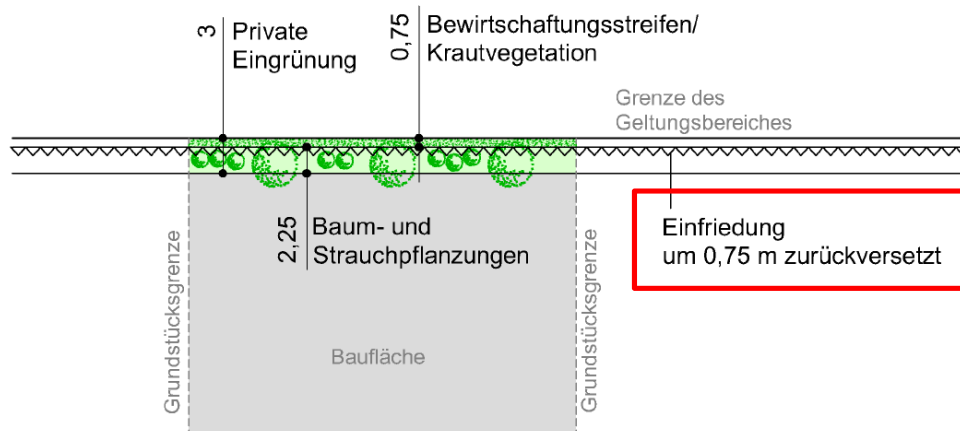 3
Private
Eingrünung
0,75
Bewirtschaftungsstreifen/
Krautvegetation
Grenze des
Geltungsbereiches
2,25
Baum- und
Strauchpflanzungen
Einfriedung
um 0,75 m zurückversetzt
Grundstücksgrenze
Baufläche
Grundstücksgrenze